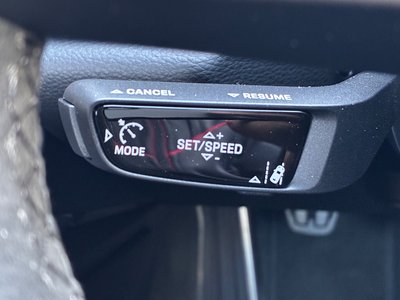 △ CANCEL ▽ RESUME
△ +
MODE SET/SPEED
▽ -